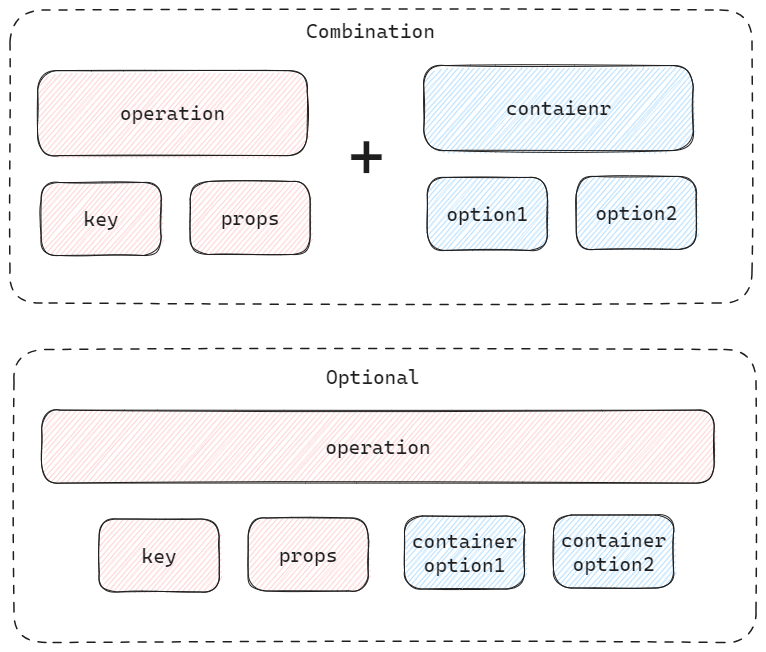 Combination
operation
contaienr
+
key
props
option1
option2
Optional
operation
key
props
container
option1
container
option2